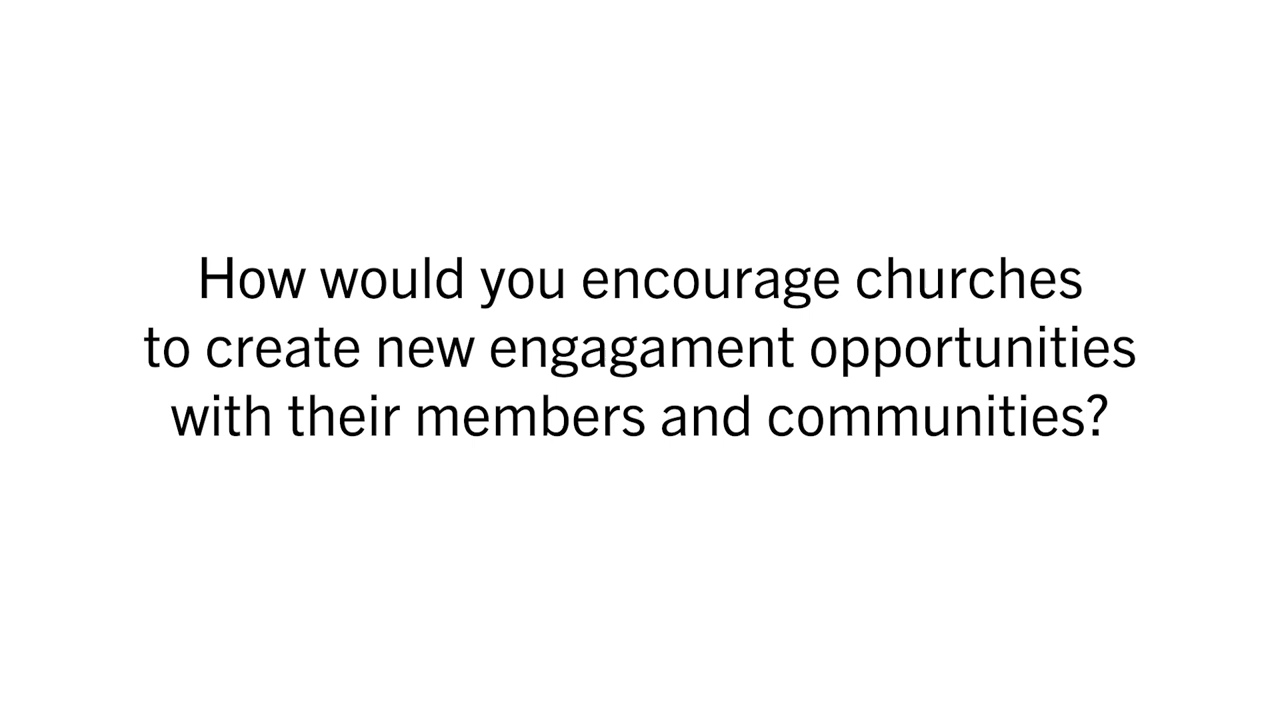 How would you encourage churches
to create new engagament opportunities
with their members and communities?